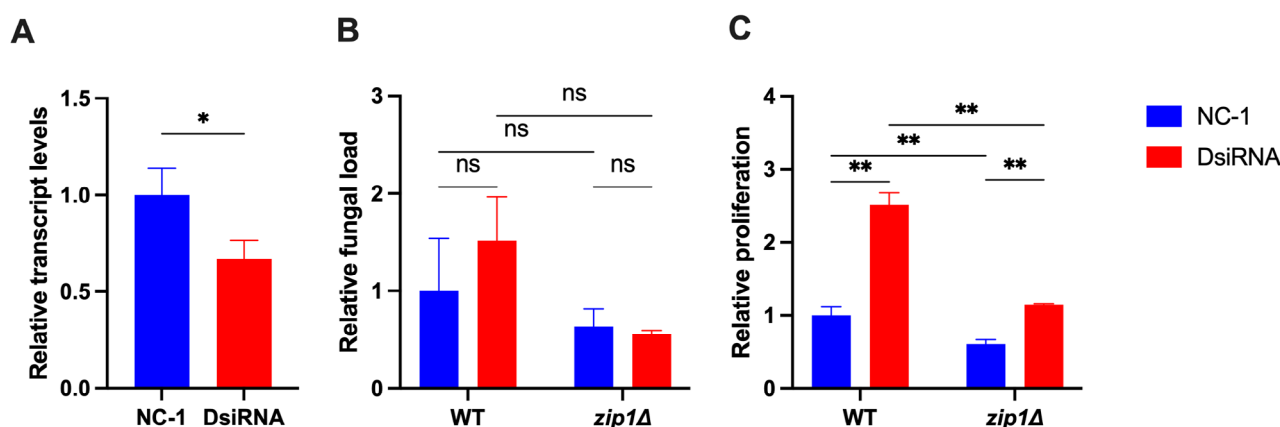 A
B
C
Relative transcript levels
1.5
1.0
0.5
0.0
*
NC-1 DsiRNA
Relative fungal load
3
2
1
0
ns
ns
ns
ns
WT zip1Δ
Relative proliferation
4
3
2
1
0
**
**
**
**
WT zip1Δ
NC-1
DsiRNA